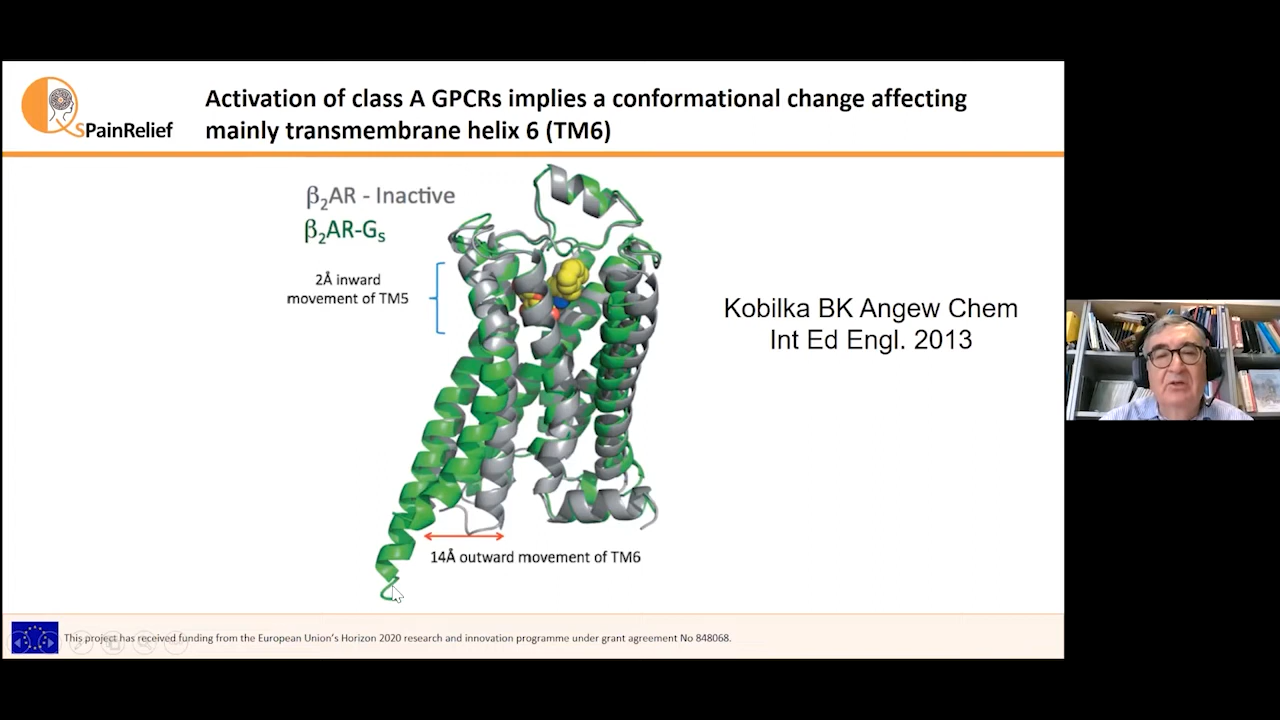 Activation of class A GPCRs implies a conformational change affecting
mainly transmembrane helix 6 (TM6)
SPainRelief
β₂AR - Inactive
β₂AR-Gₛ
2Å inward
movement of TM5
Kobilka BK Angew Chem
Int Ed Engl. 2013
14Å outward movement of TM6
This project has received funding from the European Union's Horizon 2020 research and innovation programme under grant agreement No 848068.